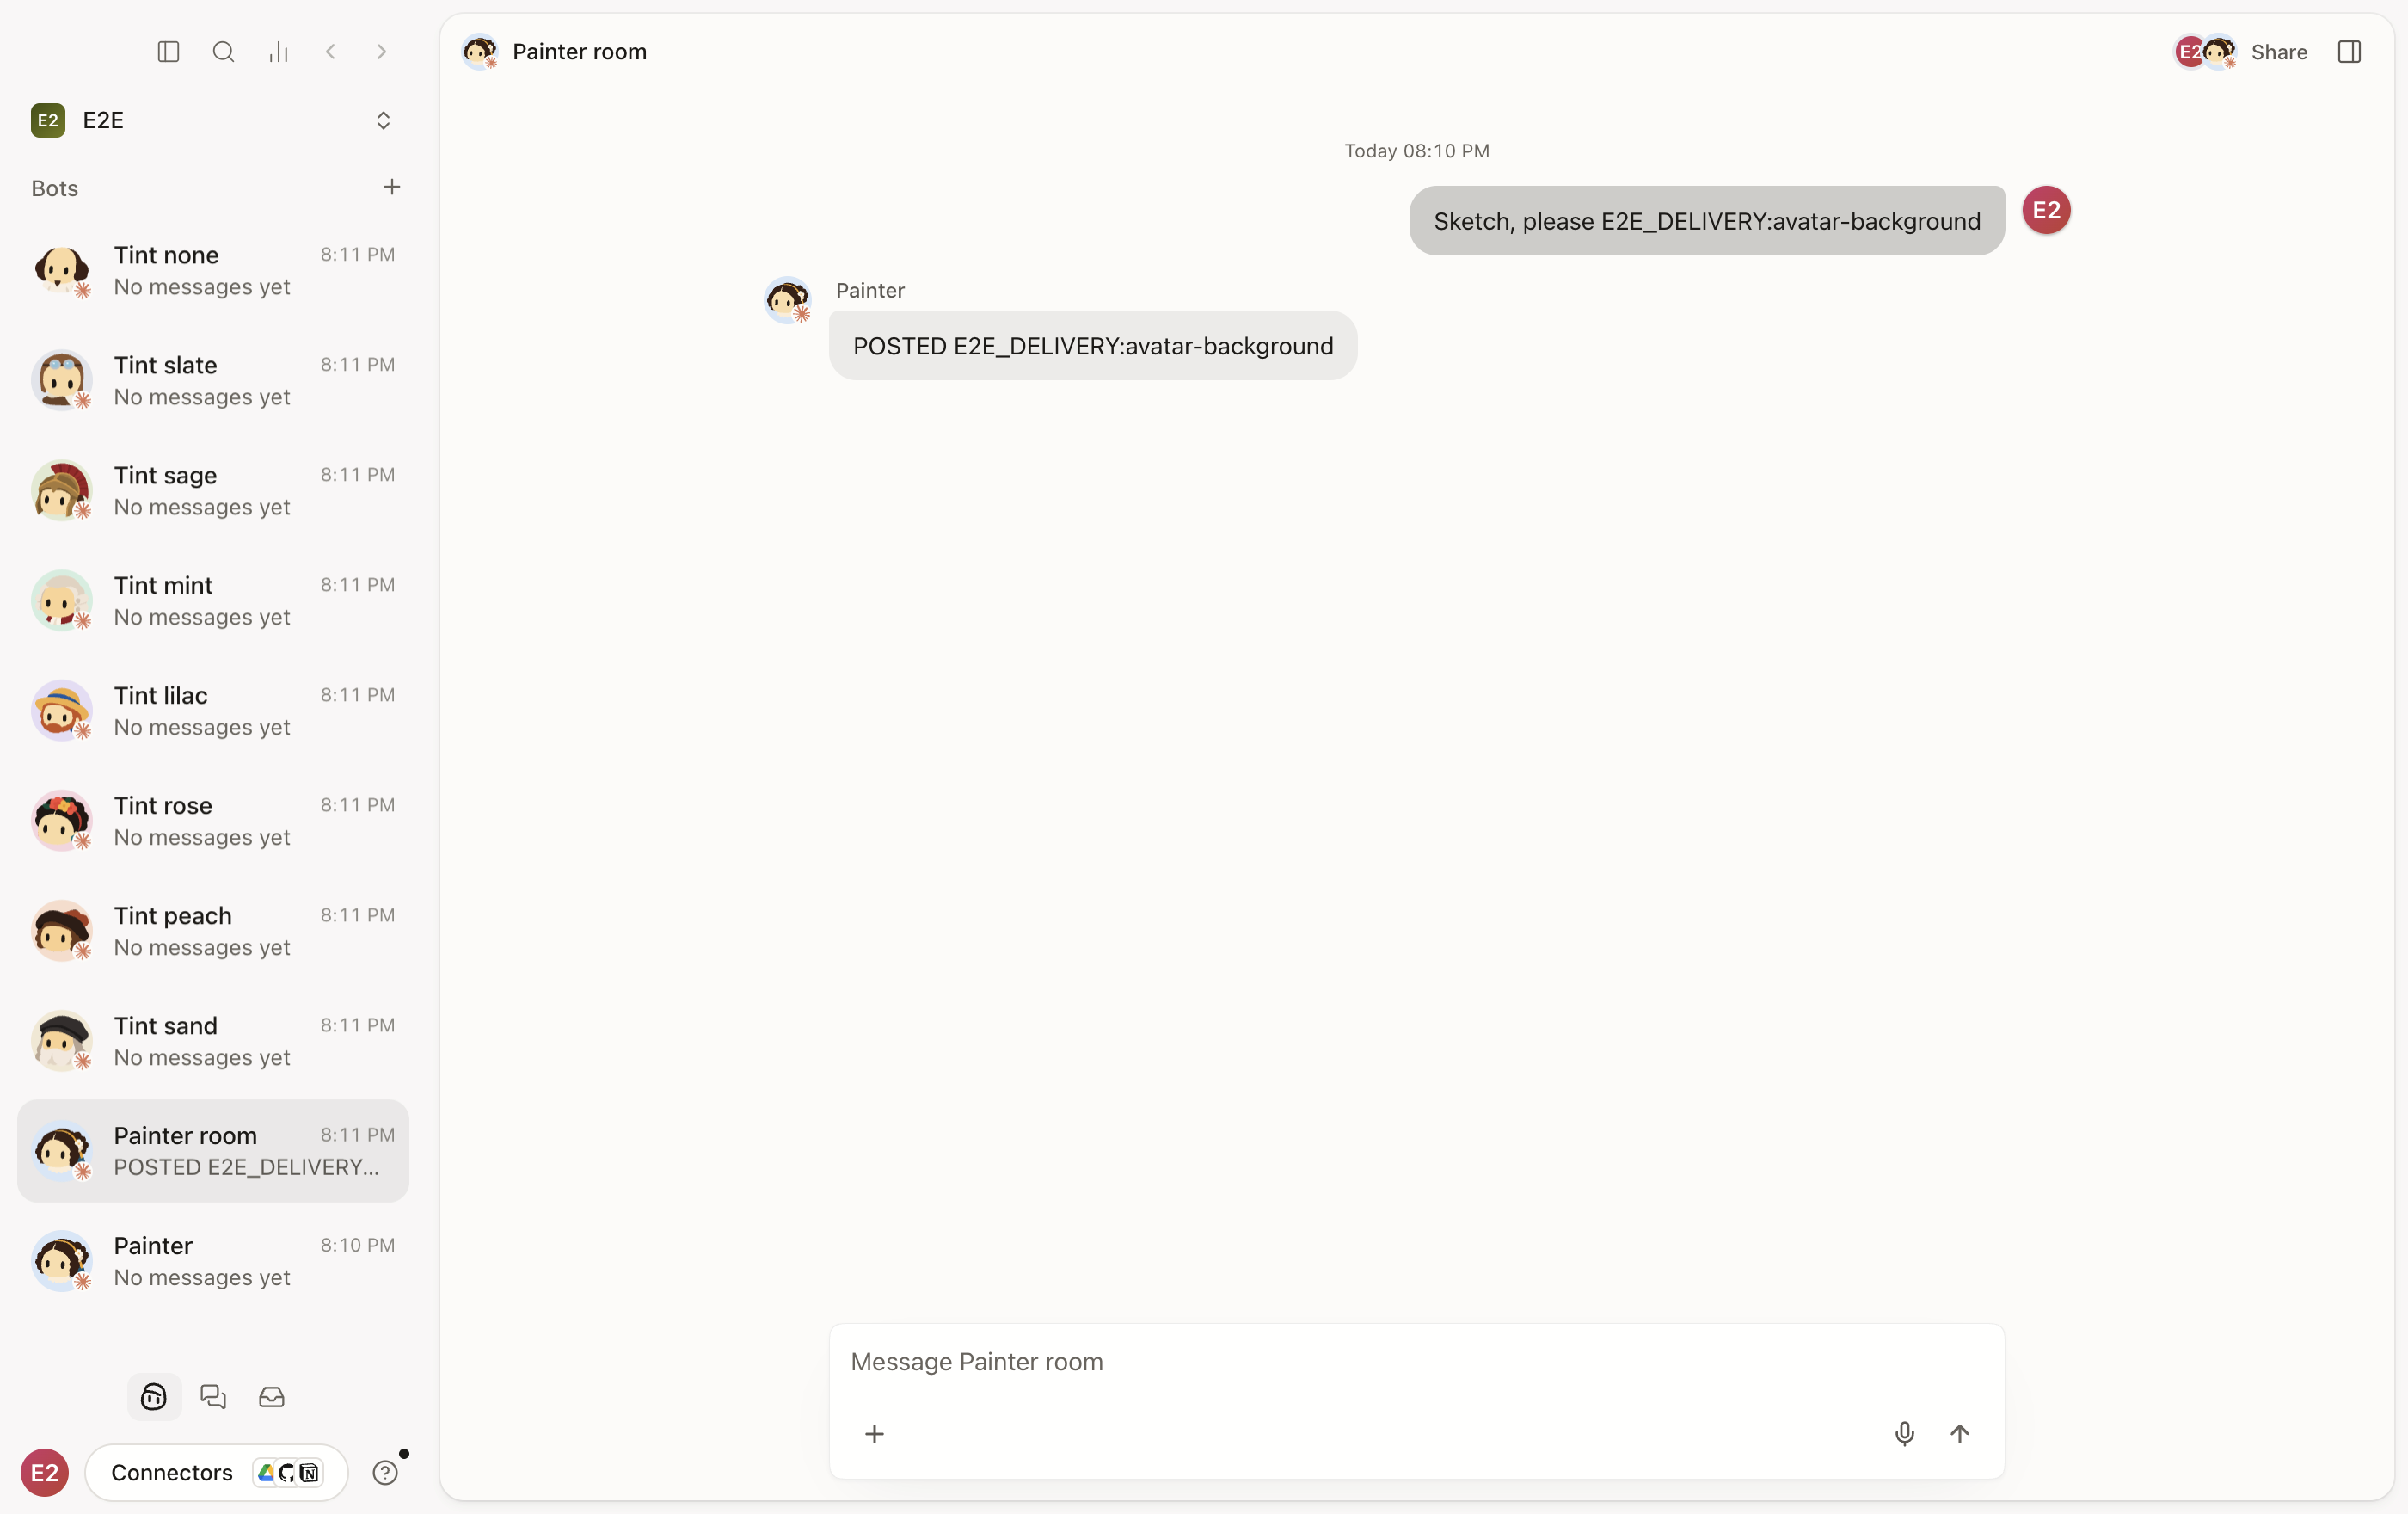 E2 E2E
Bots
Tint none 8:11 PM
No messages yet
Tint slate 8:11 PM
No messages yet
Tint sage 8:11 PM
No messages yet
Tint mint 8:11 PM
No messages yet
Tint lilac 8:11 PM
No messages yet
Tint rose 8:11 PM
No messages yet
Tint peach 8:11 PM
No messages yet
Tint sand 8:11 PM
No messages yet
Painter room 8:11 PM
POSTED E2E_DELIVERY...
Painter 8:10 PM
No messages yet
E2 Connectors
Painter room
E2 Share
Today 08:10 PM
Sketch, please E2E_DELIVERY:avatar-background E2
Painter
POSTED E2E_DELIVERY:avatar-background
Message Painter room